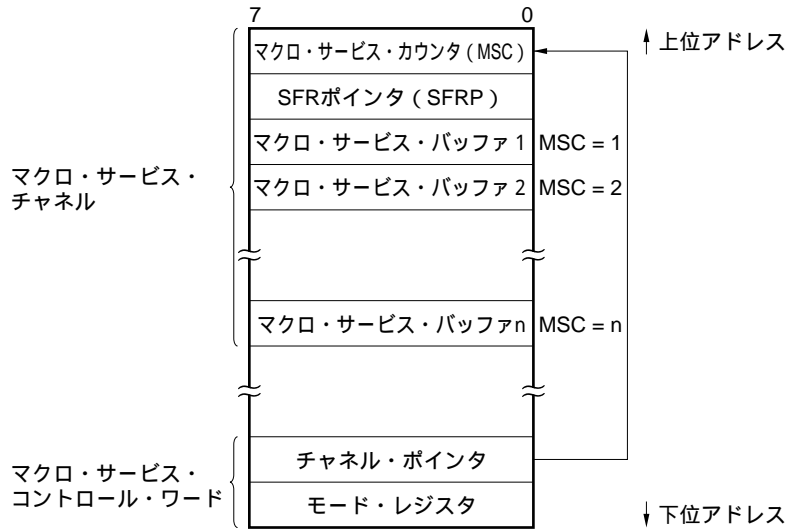 7 0
マクロ・サービス・カウンタ（MSC）
↑ 上位アドレス
SFRポインタ（SFRP）
マクロ・サービス・バッファ1 MSC = 1
マクロ・サービス・バッファ2 MSC = 2
マクロ・サービス・
チャネル
マクロ・サービス・バッファn MSC = n
チャネル・ポインタ
マクロ・サービス・
コントロール・ワード
モード・レジスタ
↓ 下位アドレス